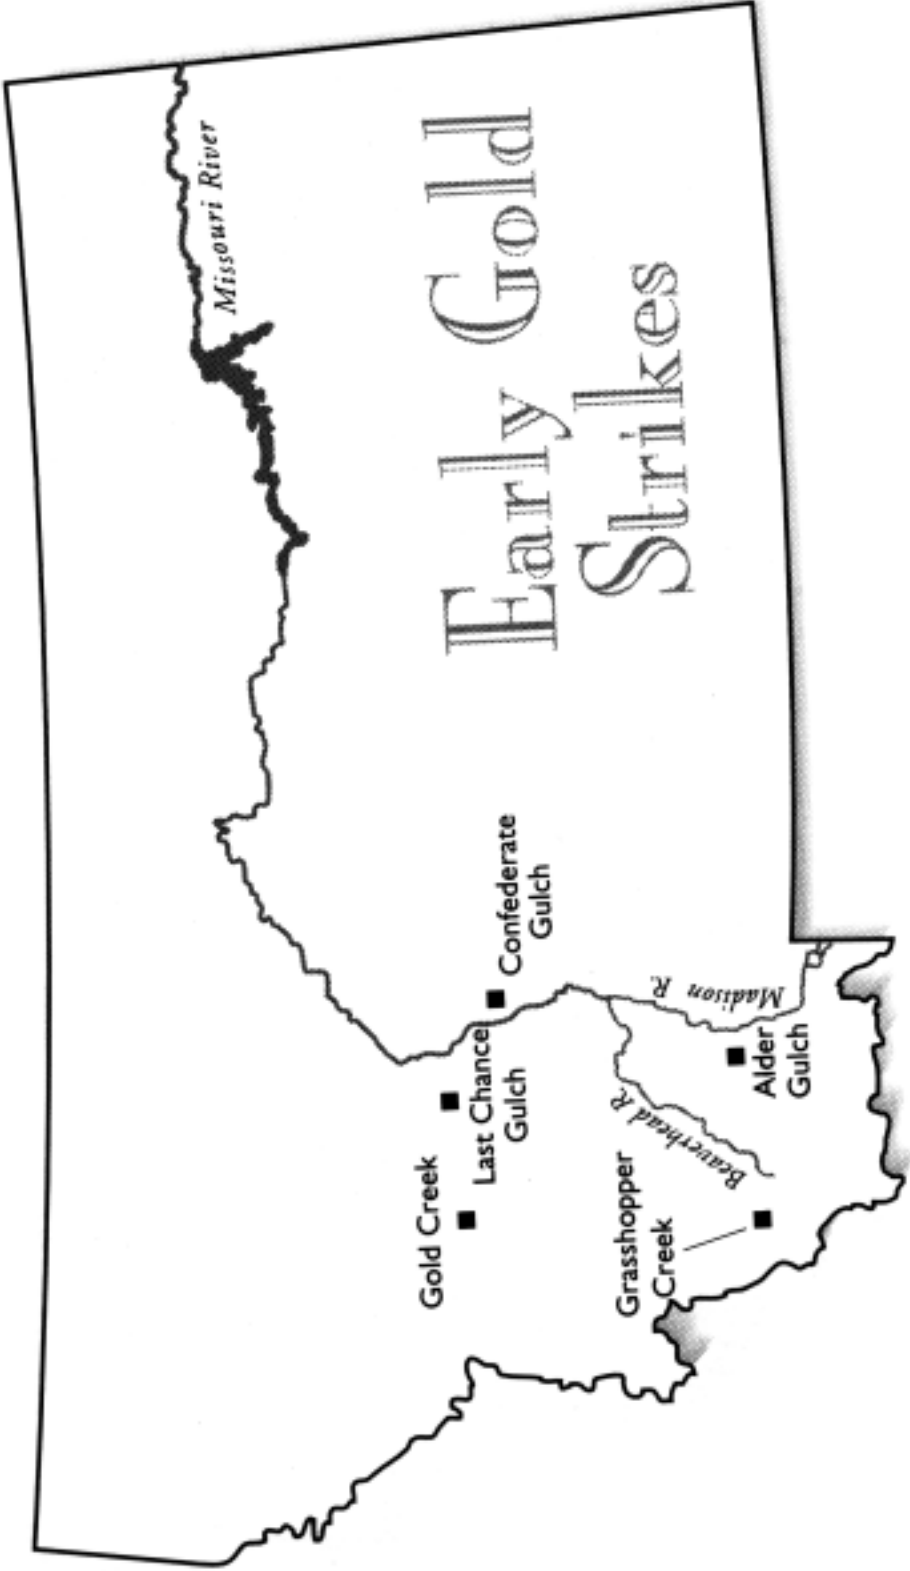 Early Gold
Strikes
Missouri River
Confederate
Gulch
Last Chance
Gulch
Gold Creek
Madison R.
Beaverhead R.
Alder
Gulch
Grasshopper
Creek